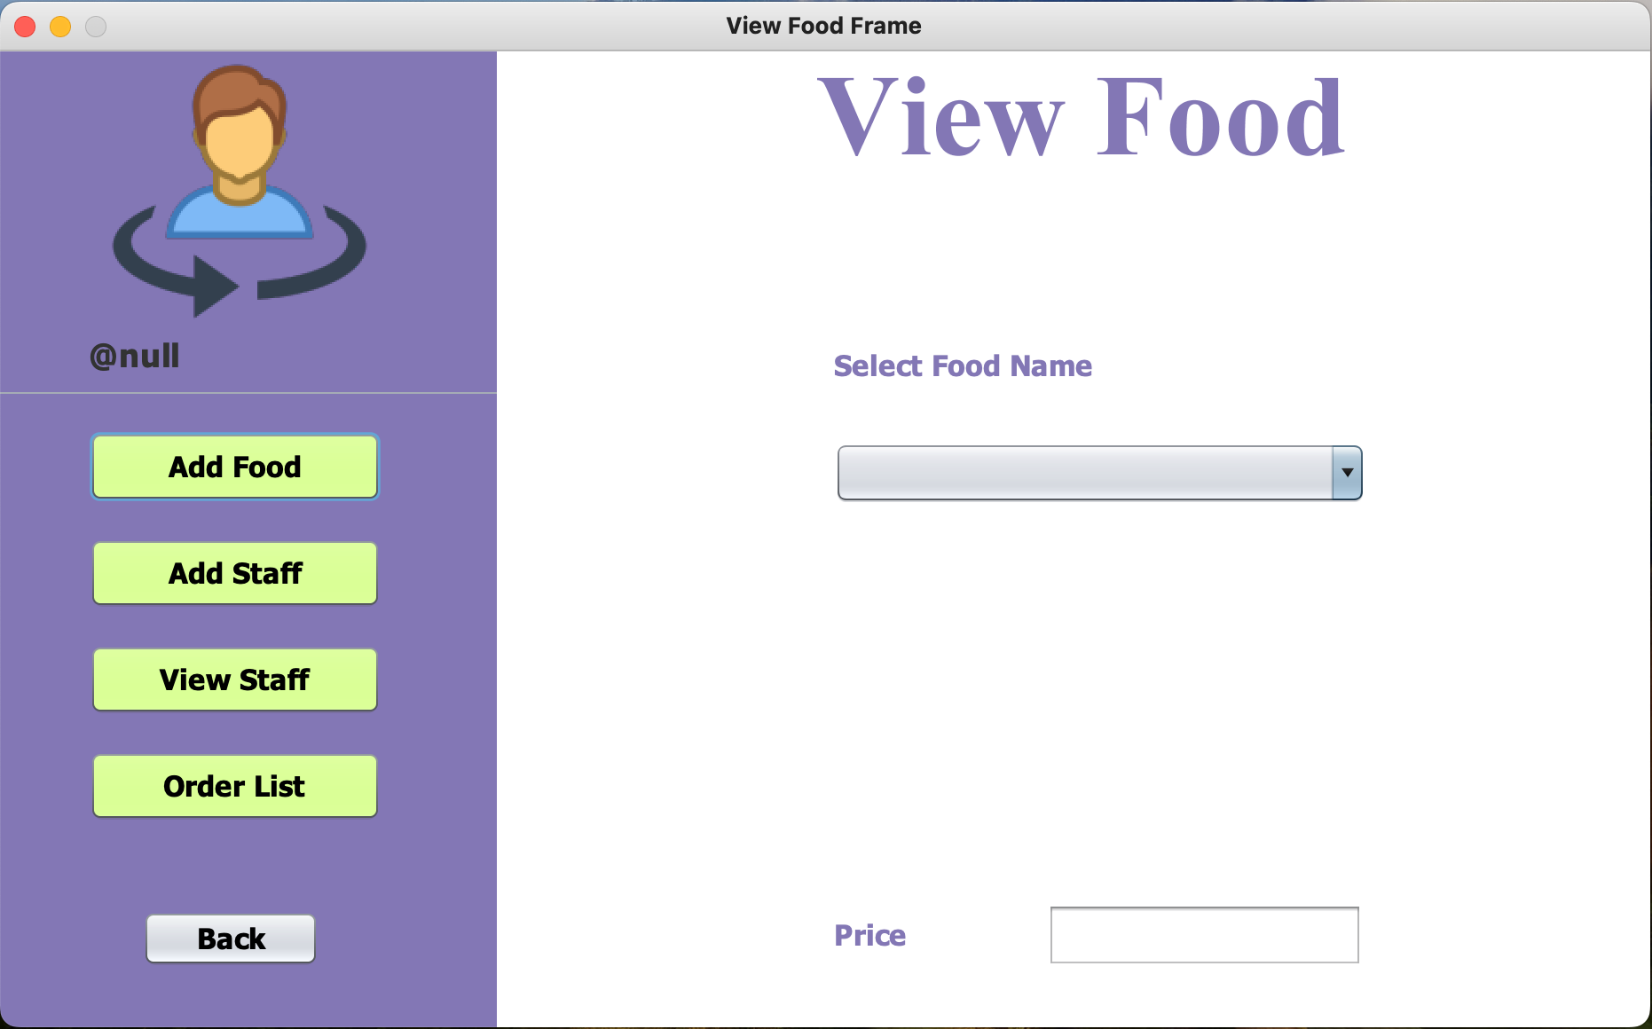 View Food Frame
View Food
@null
Select Food Name
Add Food
Add Staff
View Staff
Order List
Back
Price